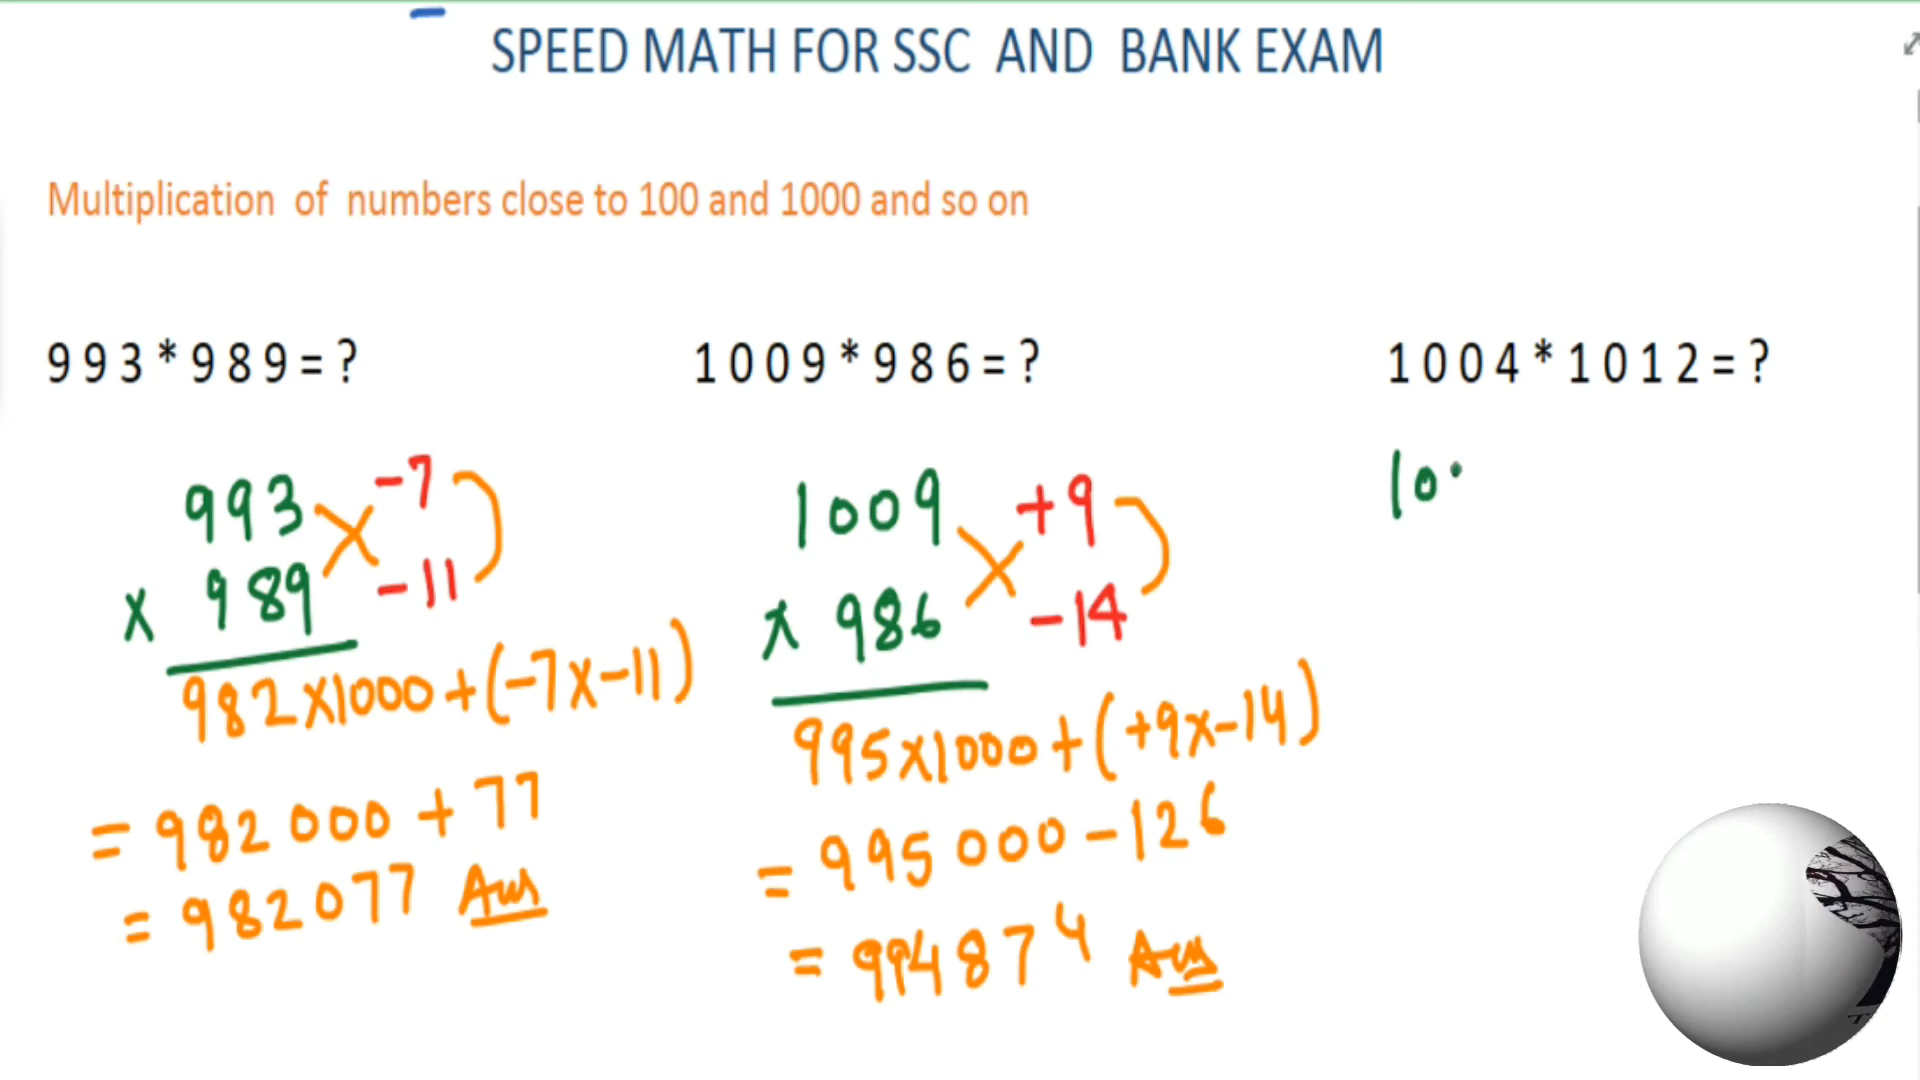 SPEED MATH FOR SSC AND BANK EXAM
Multiplication of numbers close to 100 and 1000 and so on
993*989=?
993 -7
x 989 -11
982x1000+(-7x-11)
=982000+77
=982077 Ans
1009*986=?
1009 +9
x 986 -14
995x1000+(+9x-14)
=995000-126
=994874 Ans
1004*1012=?
10